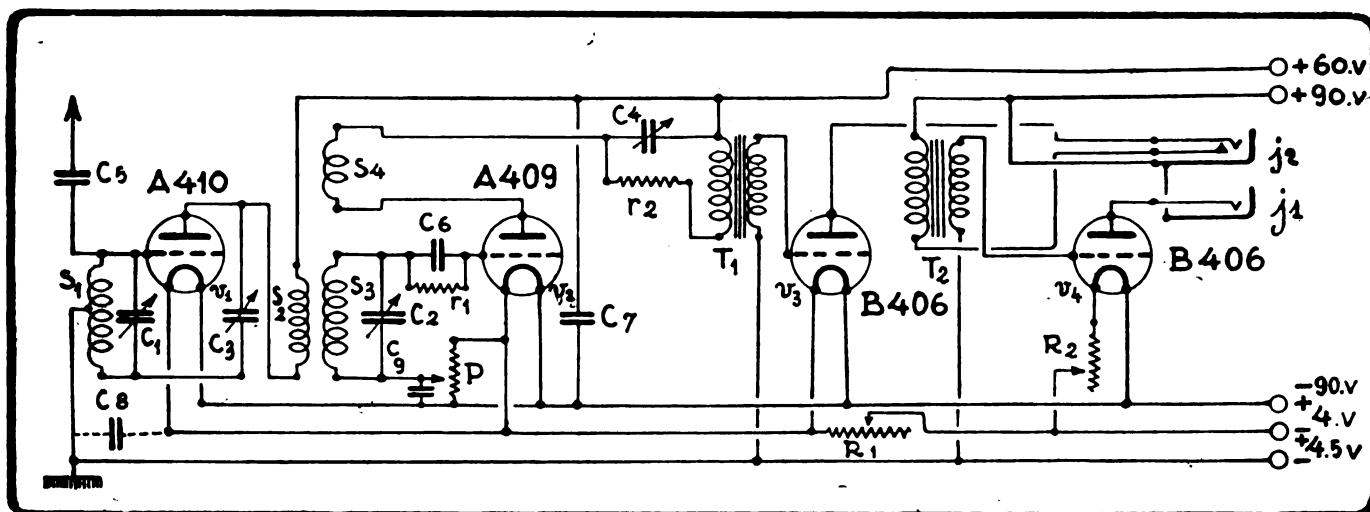 + 60.v
+ 90.v
C4
j2
C5
A410
S4
A409
r2
j1
C6
T1
T2
B406
S1
v1
S2
S3
r1
v2
v3
B406
v4
C1
C3
C2
C7
C9
P
R2
C8
R1
− 90.v
+
4.v
−
+
4.5v
−